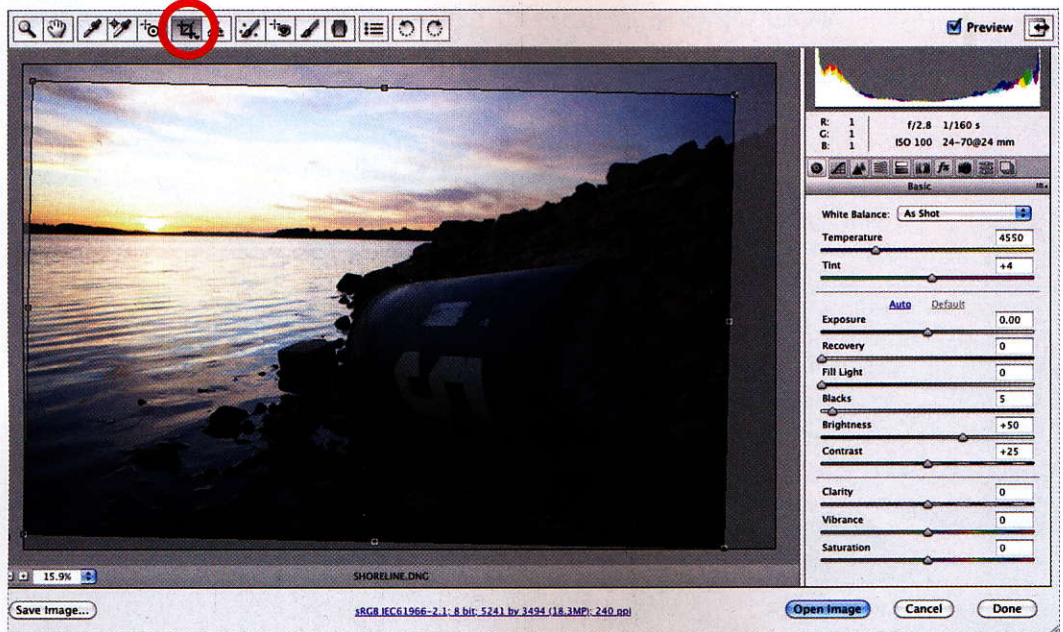 Preview
R: 1
G: 1
B: 1
f/2.8 1/160 s
ISO 100 24-70@24 mm
fx
Basic
White Balance: As Shot
Temperature 4550
Tint +4
Auto Default
Exposure 0.00
Recovery 0
Fill Light 0
Blacks 5
Brightness +50
Contrast +25
Clarity 0
Vibrance 0
Saturation 0
5
15.9%
SHORELINE.DNG
Save Image...
sRGB IEC61966-2.1; 8 bit; 5241 by 3494 (18.3MP); 240 ppi
Open Image Cancel Done